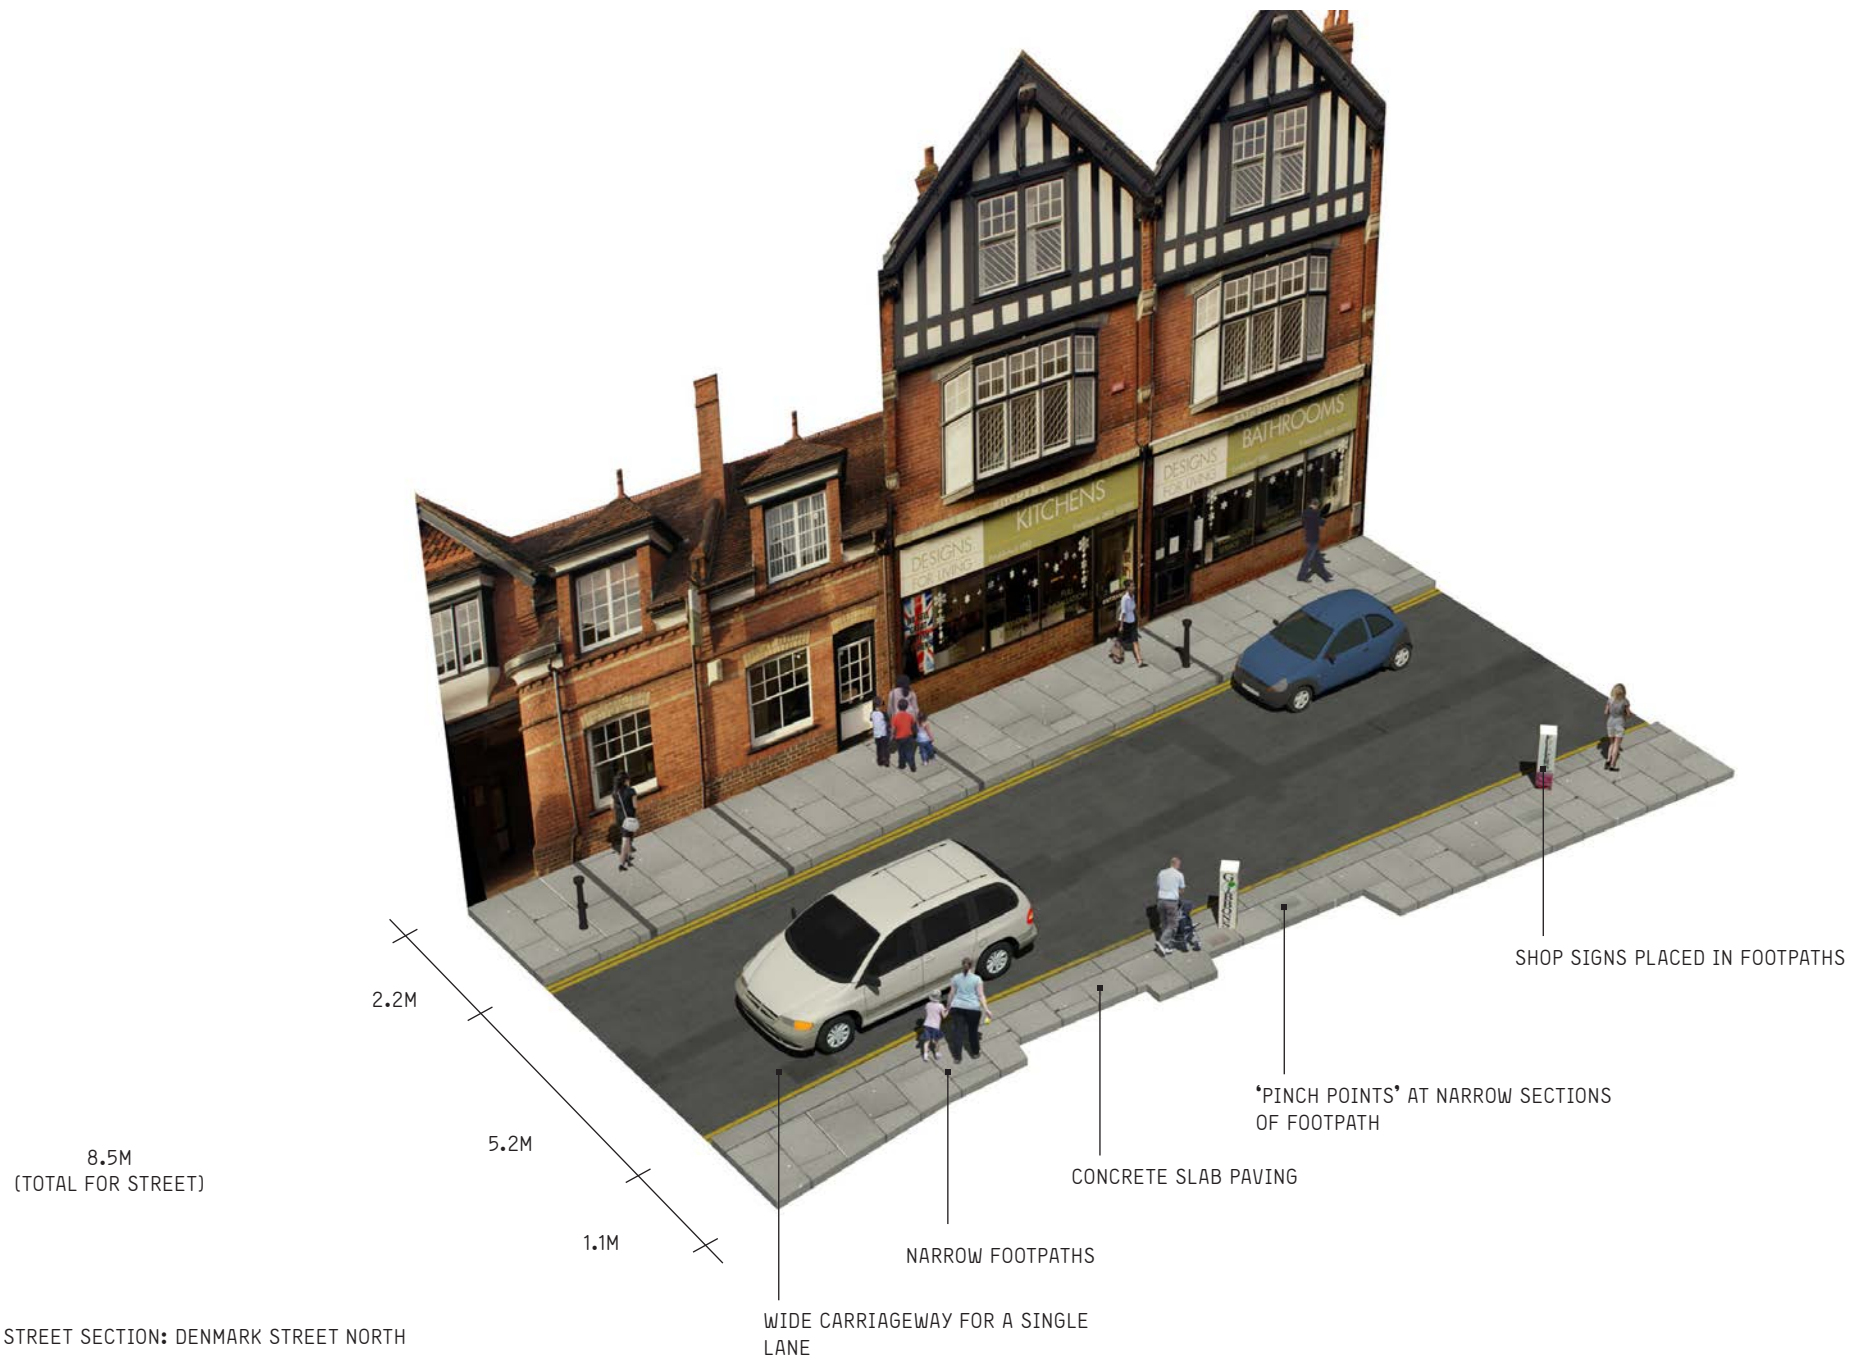 DESIGNS
FOR LIVING
KITCHENS
DESIGNS
FOR LIVING
BATHROOMS
2.2M
5.2M
1.1M
8.5M
(TOTAL FOR STREET)
SHOP SIGNS PLACED IN FOOTPATHS
‘PINCH POINTS’ AT NARROW SECTIONS
OF FOOTPATH
CONCRETE SLAB PAVING
NARROW FOOTPATHS
WIDE CARRIAGEWAY FOR A SINGLE
LANE
STREET SECTION: DENMARK STREET NORTH